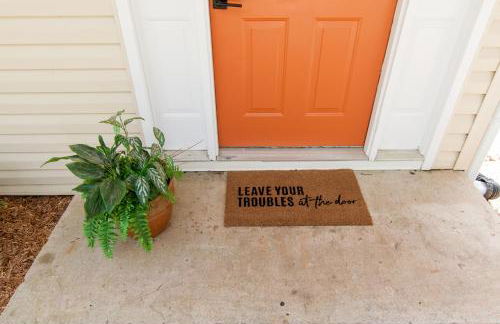 LEAVE YOUR
TROUBLES at the door